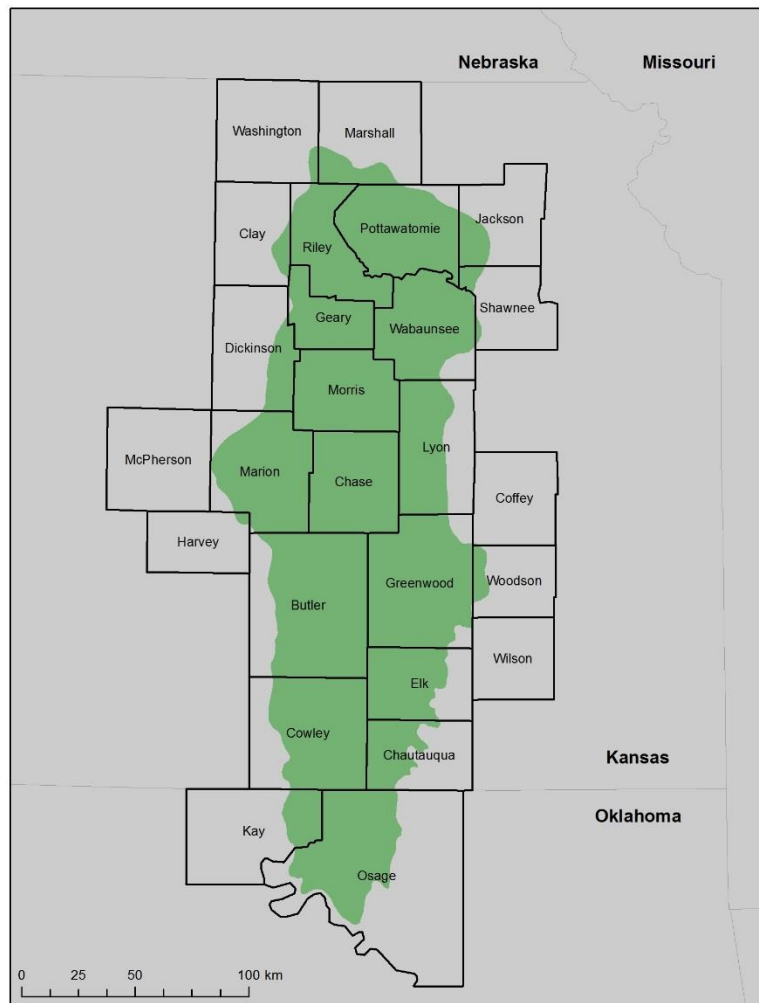 Nebraska Missouri
Washington Marshall
Clay Riley Pottawatomie Jackson
Geary Wabaunsee Shawnee
Dickinson
Morris
McPherson Marion Chase Lyon
Coffey
Harvey
Butler Greenwood Woodson
Wilson
Elk
Cowley Chautauqua
Kansas
Oklahoma
Kay
Osage
0 25 50 100 km